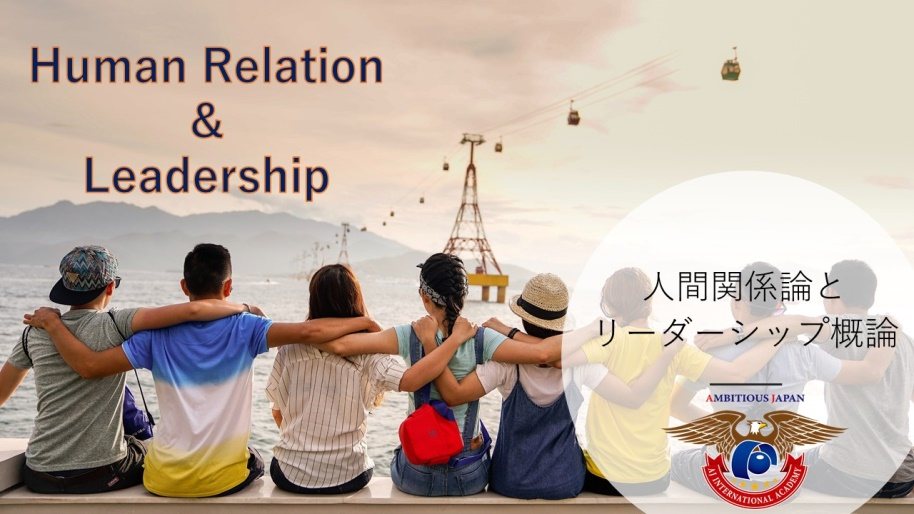 Human Relation
&
Leadership
人間関係論と
リーダーシップ概論
AMBITIOUS JAPAN
AJ INTERNATIONAL ACADEMY